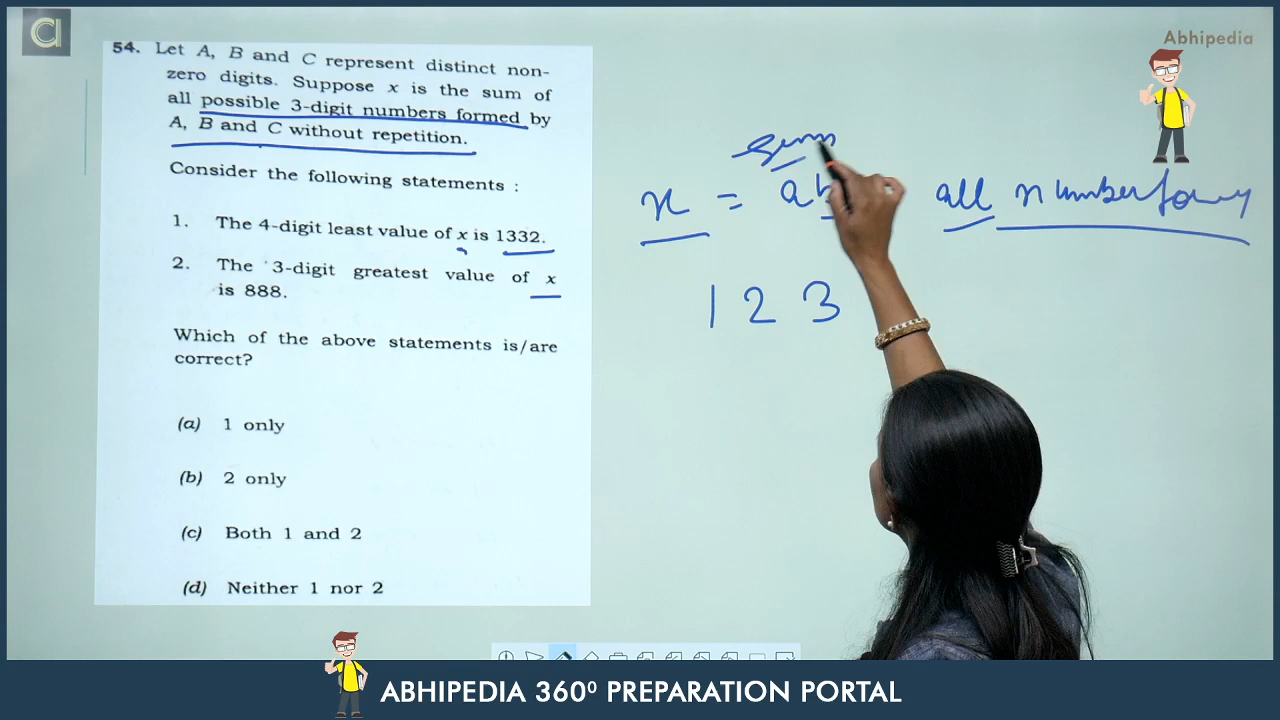 Abhipedia
54. Let A, B and C represent distinct non-
zero digits. Suppose x is the sum of
all possible 3-digit numbers formed by
A, B and C without repetition.
Consider the following statements :
1. The 4-digit least value of x is 1332.
2. The 3-digit greatest value of x
is 888.
Which of the above statements is/are
correct?
(a) 1 only
(b) 2 only
(c) Both 1 and 2
(d) Neither 1 nor 2
x = all
1 2 3
ABHIPEDIA 360⁰ PREPARATION PORTAL